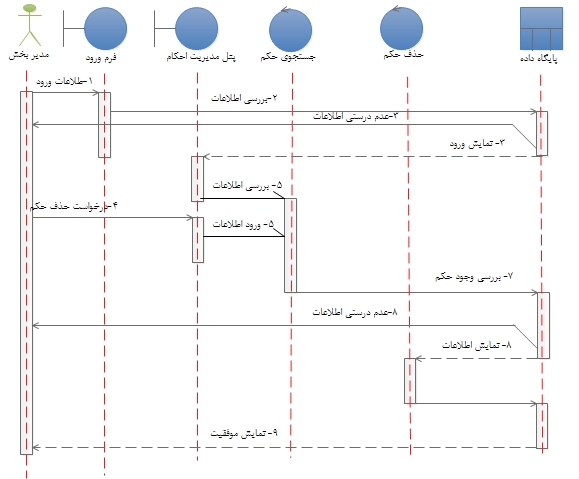 مدیر بخش
فرم ورود
پنل مدیریت احکام
جستجوی حکم
حذف حکم
پایگاه داده
۱-طلاعات ورود
۲-بررسی اطلاعات
۳-عدم درستی اطلاعات
۳- نمایش ورود
۵- بررسی اطلاعات
۴-درخواست حذف حکم
۵- ورود اطلاعات
۷- بررسی وجود حکم
۸-عدم درستی اطلاعات
۸- نمایش اطلاعات
۹- نمایش موفقیت